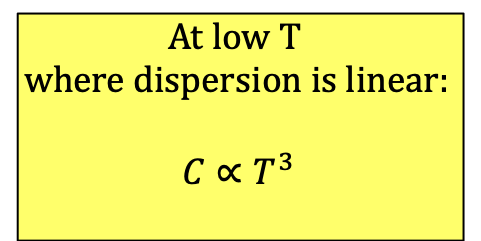 At low T
where dispersion is linear:
𝐶 ∝ 𝑇³